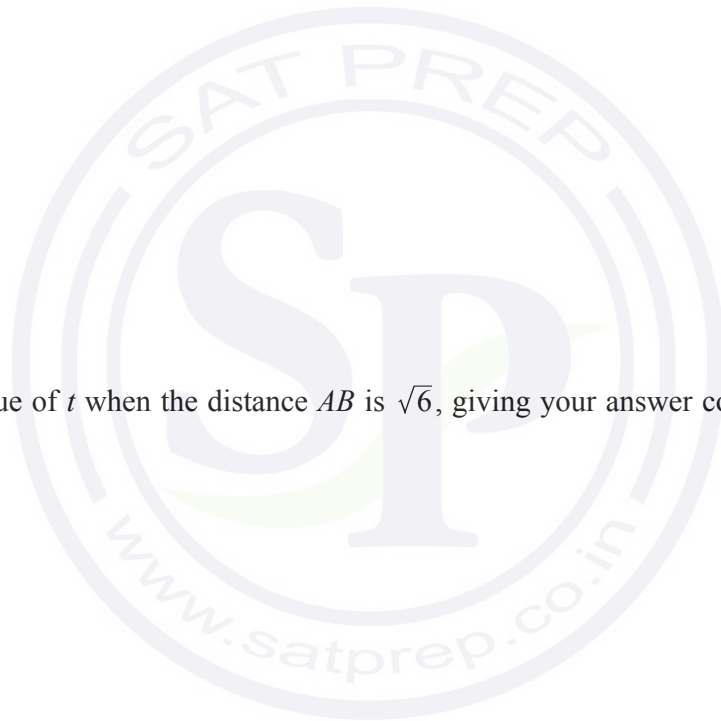 SAT PREP
ue of t when the distance AB is √6, giving your answer co
SP
www.satprep.co.in